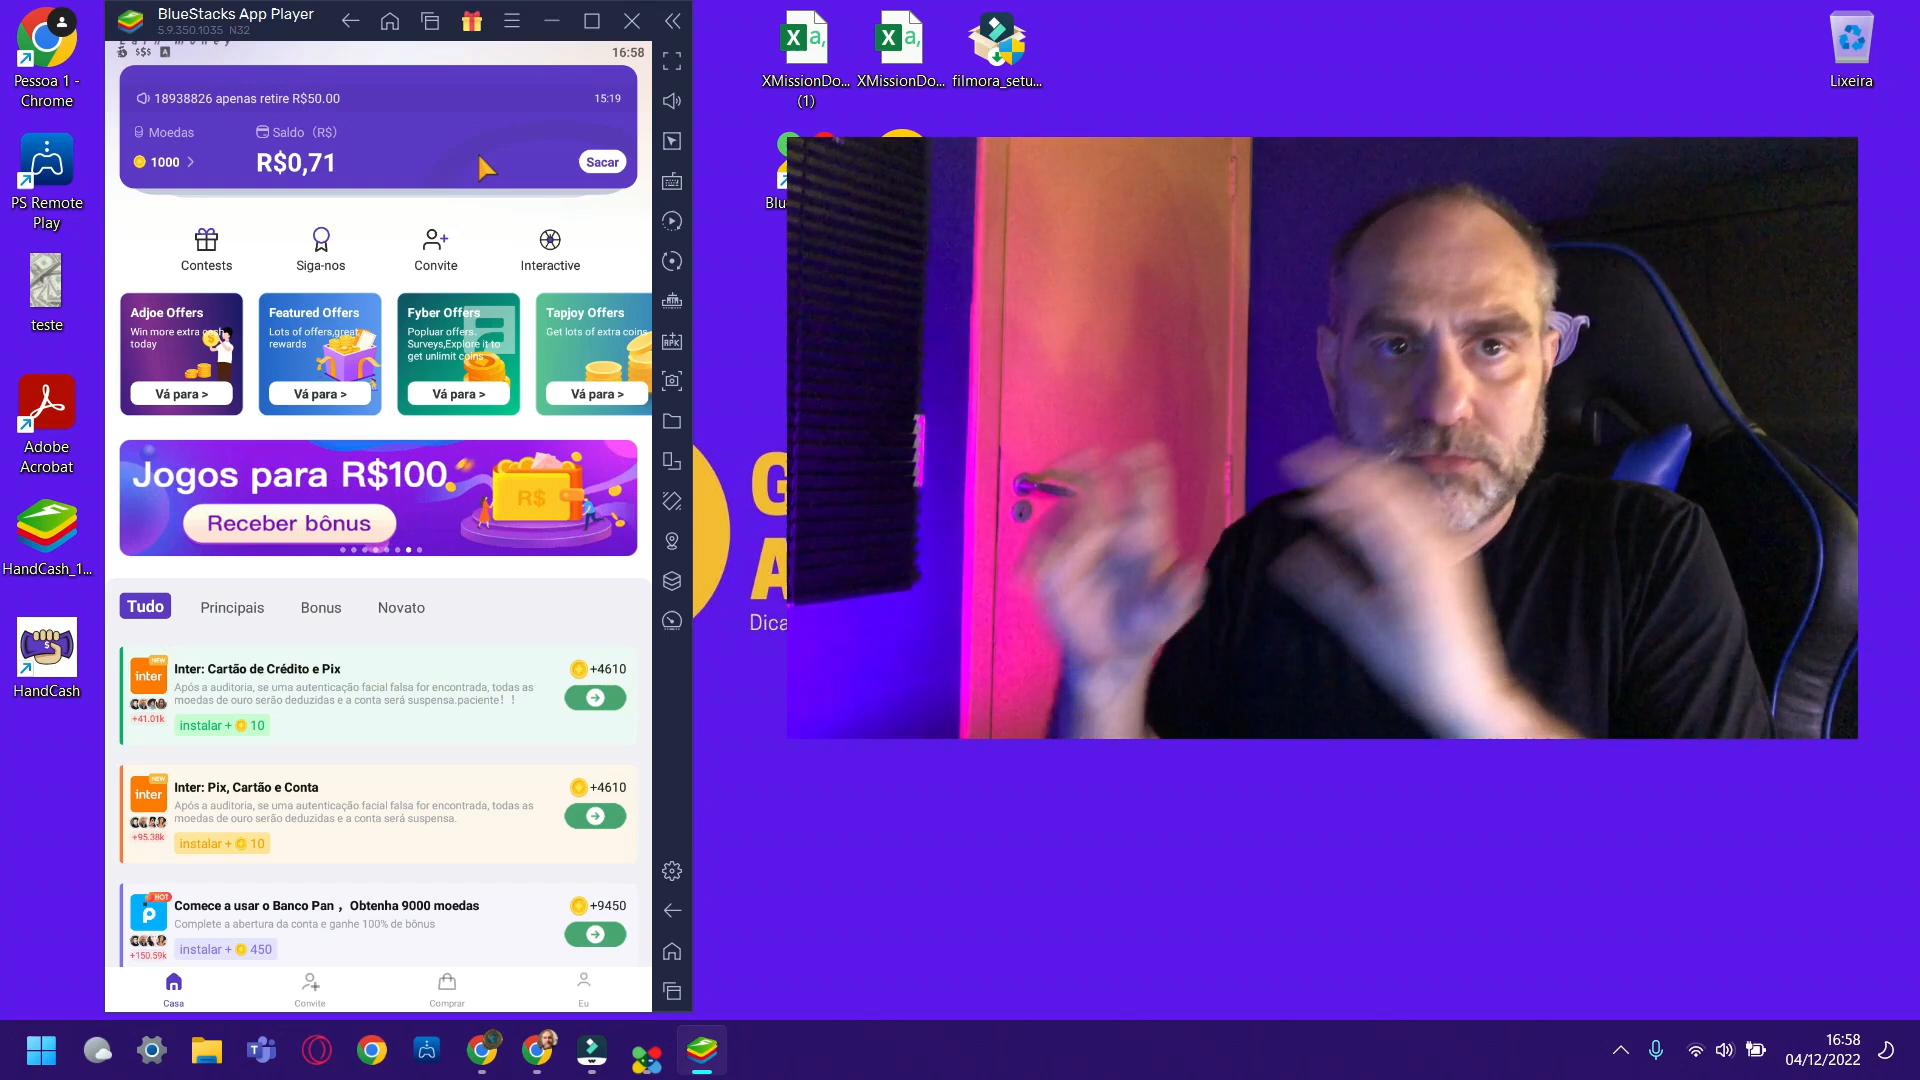 Pessoa 1 -
Chrome
PS Remote
Play
teste
Adobe
Acrobat
HandCash_1...
HandCash
BlueStacks App Player
5.9.350.1035 N32
$$$
16:58
18938826 apenas retire R$50.00
15:19
Moedas
Saldo (R$)
1000
R$0,71
Sacar
Contests
Siga-nos
Convite
Interactive
Adjoe Offers
Win more extra cash
today
Vá para >
Featured Offers
Lots of offers,great
rewards
Vá para >
Fyber Offers
Popluar offers.
Surveys,Explore it to
get unlimit coins
Vá para >
Tapjoy Offers
Get lots of extra coins
Vá para >
Jogos para R$100
Receber bônus
R$
Tudo
Principais
Bonus
Novato
NEW
inter
+41.01k
Inter: Cartão de Crédito e Pix
Após a auditoria, se uma autenticação facial falsa for encontrada, todas as
moedas de ouro serão deduzidas e a conta será suspensa.paciente！！
instalar + 10
+4610
NEW
inter
+95.38k
Inter: Pix, Cartão e Conta
Após a auditoria, se uma autenticação facial falsa for encontrada, todas as
moedas de ouro serão deduzidas e a conta será suspensa.
instalar + 10
+4610
HOT
p
+150.59k
Comece a usar o Banco Pan， Obtenha 9000 moedas
Complete a abertura da conta e ganhe 100% de bônus
instalar + 450
+9450
Casa
Convite
Comprar
Eu
XMissionDo...
(1)
XMissionDo...
filmora_setu...
Lixeira
Blu
G
A
Dica
16:58
04/12/2022